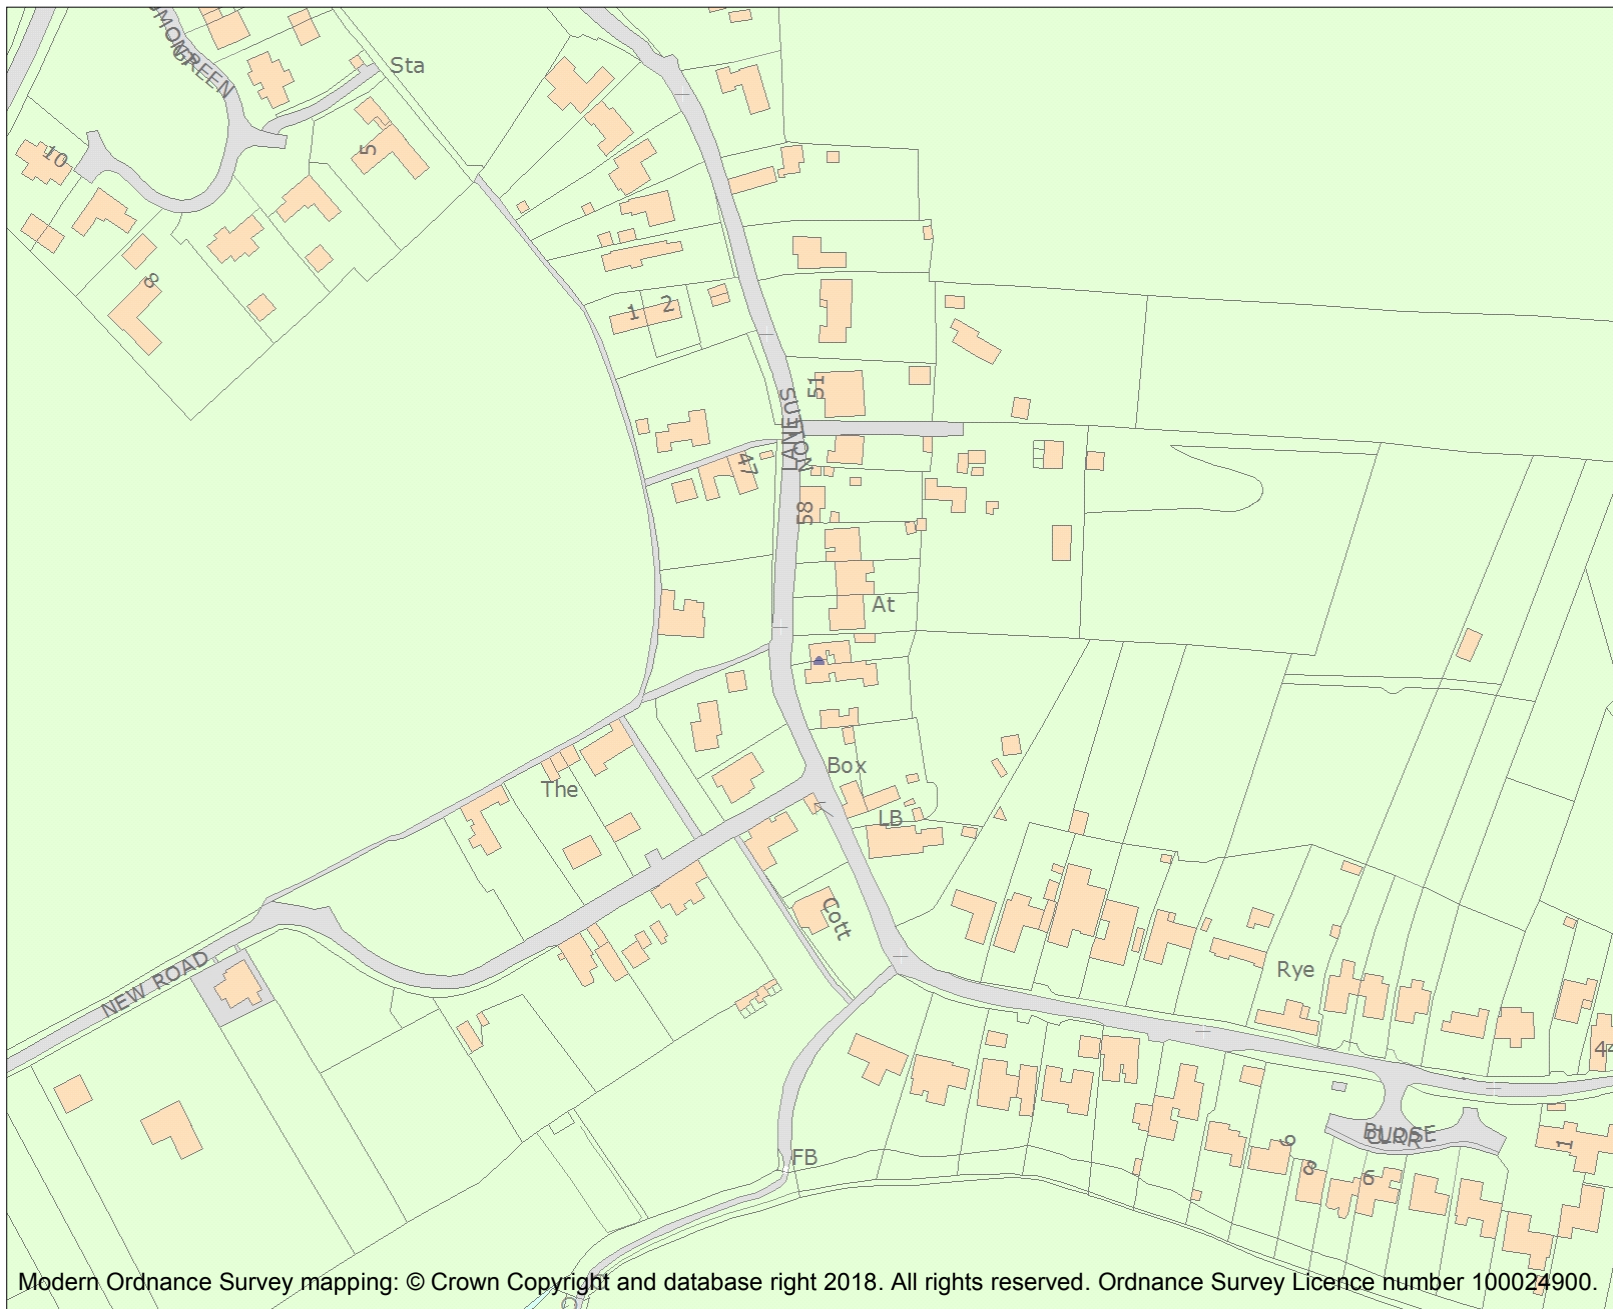 GREEN
Sta
10
5
8
1
2
51
SUTTON
LANE
47
58
At
Box
The
LB
Cott
Rye
NEW ROAD
44
FB
9
8
6
1
Modern Ordnance Survey mapping: © Crown Copyright and database right 2018. All rights reserved. Ordnance Survey Licence number 100024900.